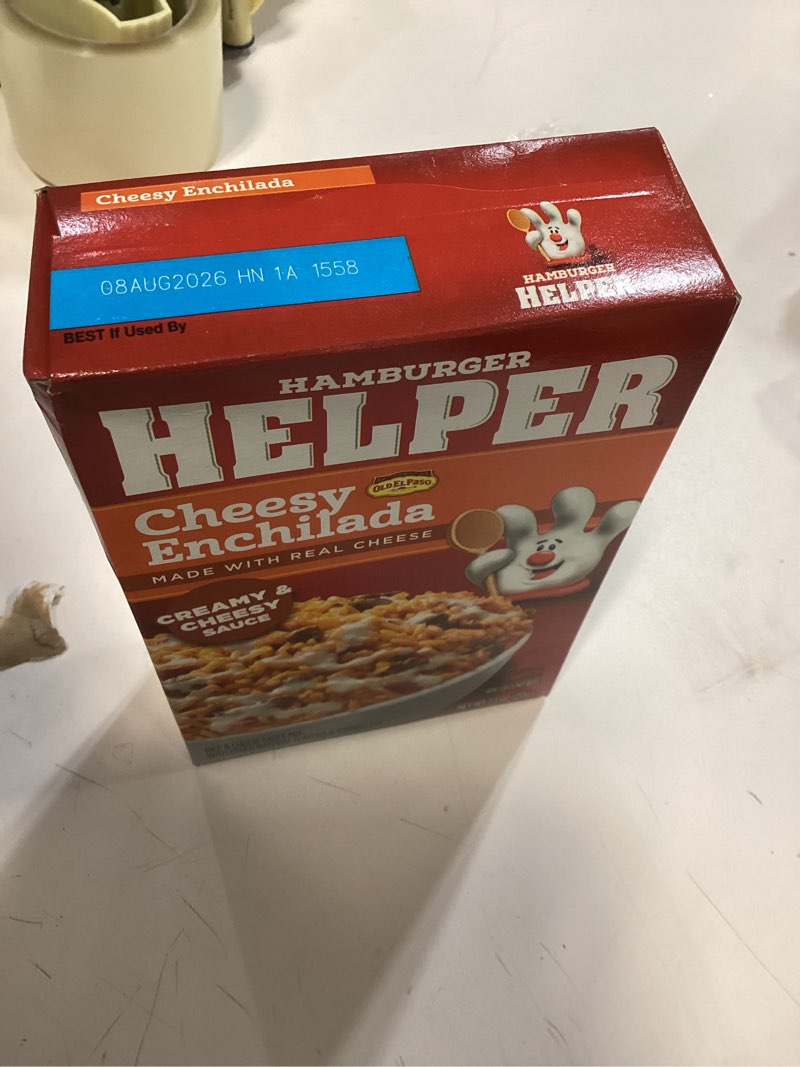 Cheesy Enchilada
08AUG2026 HN 1A 1558
BEST If Used By
HAMBURGER
HELPER
HAMBURGER
HELPER
Cheesy
OLD EL PASO
Enchilada
MADE WITH REAL CHEESE
CREAMY &
CHEESY
SAUCE